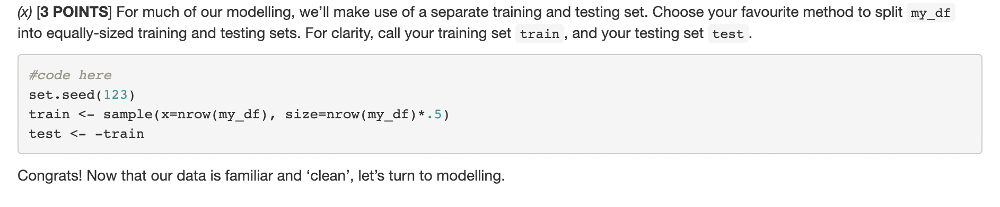 (x) [3 POINTS] For much of our modelling, we’ll make use of a separate training and testing set. Choose your favourite method to split my_df
into equally-sized training and testing sets. For clarity, call your training set train , and your testing set test .
#code here
set.seed(123)
train <- sample(x=nrow(my_df), size=nrow(my_df)*.5)
test <- -train
Congrats! Now that our data is familiar and ‘clean’, let’s turn to modelling.